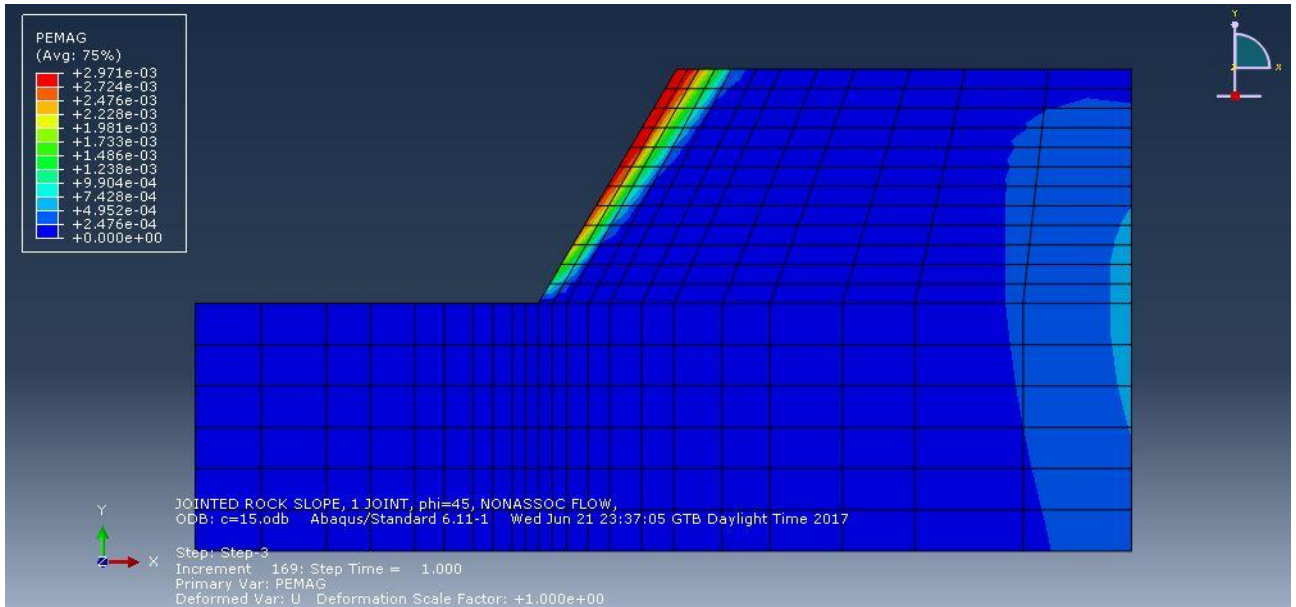 PEMAG
(Avg: 75%)
+2.971e-03
+2.724e-03
+2.476e-03
+2.228e-03
+1.981e-03
+1.733e-03
+1.486e-03
+1.238e-03
+9.904e-04
+7.428e-04
+4.952e-04
+2.476e-04
+0.000e+00
Y
X
Z
Y
X
JOINTED ROCK SLOPE, 1 JOINT, phi=45, NONASSOC FLOW,
ODB: c=15.odb Abaqus/Standard 6.11-1 Wed Jun 21 23:37:05 GTB Daylight Time 2017
Step: Step-3
Increment 169: Step Time = 1.000
Primary Var: PEMAG
Deformed Var: U Deformation Scale Factor: +1.000e+00